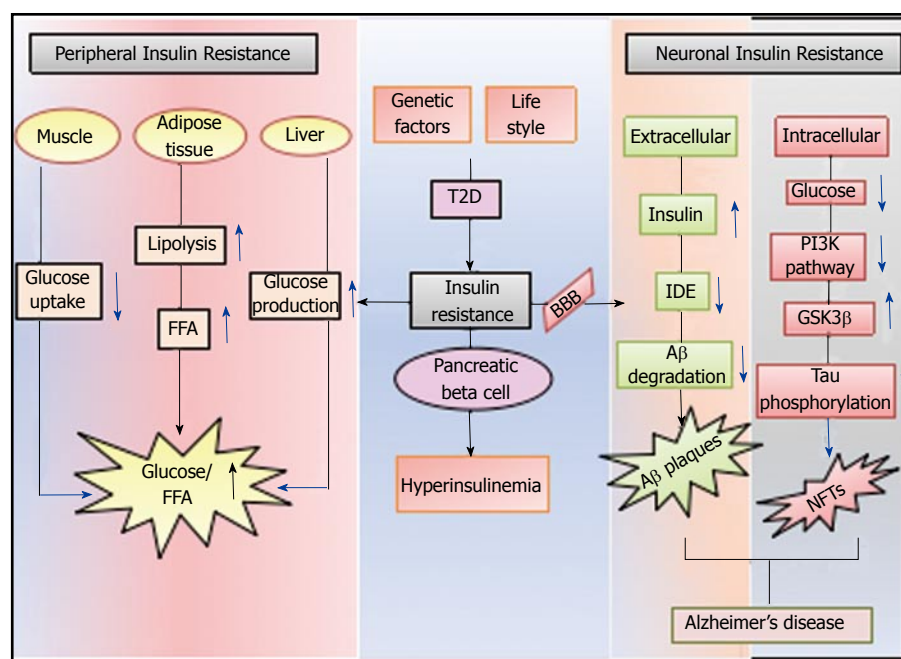 Peripheral Insulin Resistance
Muscle
Adipose
tissue
Liver
Lipolysis
Glucose
uptake
FFA
Glucose
production
Glucose/
FFA
Genetic
factors
Life
style
T2D
Insulin
resistance
BBB
Pancreatic
beta cell
Hyperinsulinemia
Neuronal Insulin Resistance
Extracellular
Insulin
IDE
Aβ
degradation
Aβ plaques
Intracellular
Glucose
PI3K
pathway
GSK3β
Tau
phosphorylation
NFTs
Alzheimer's disease